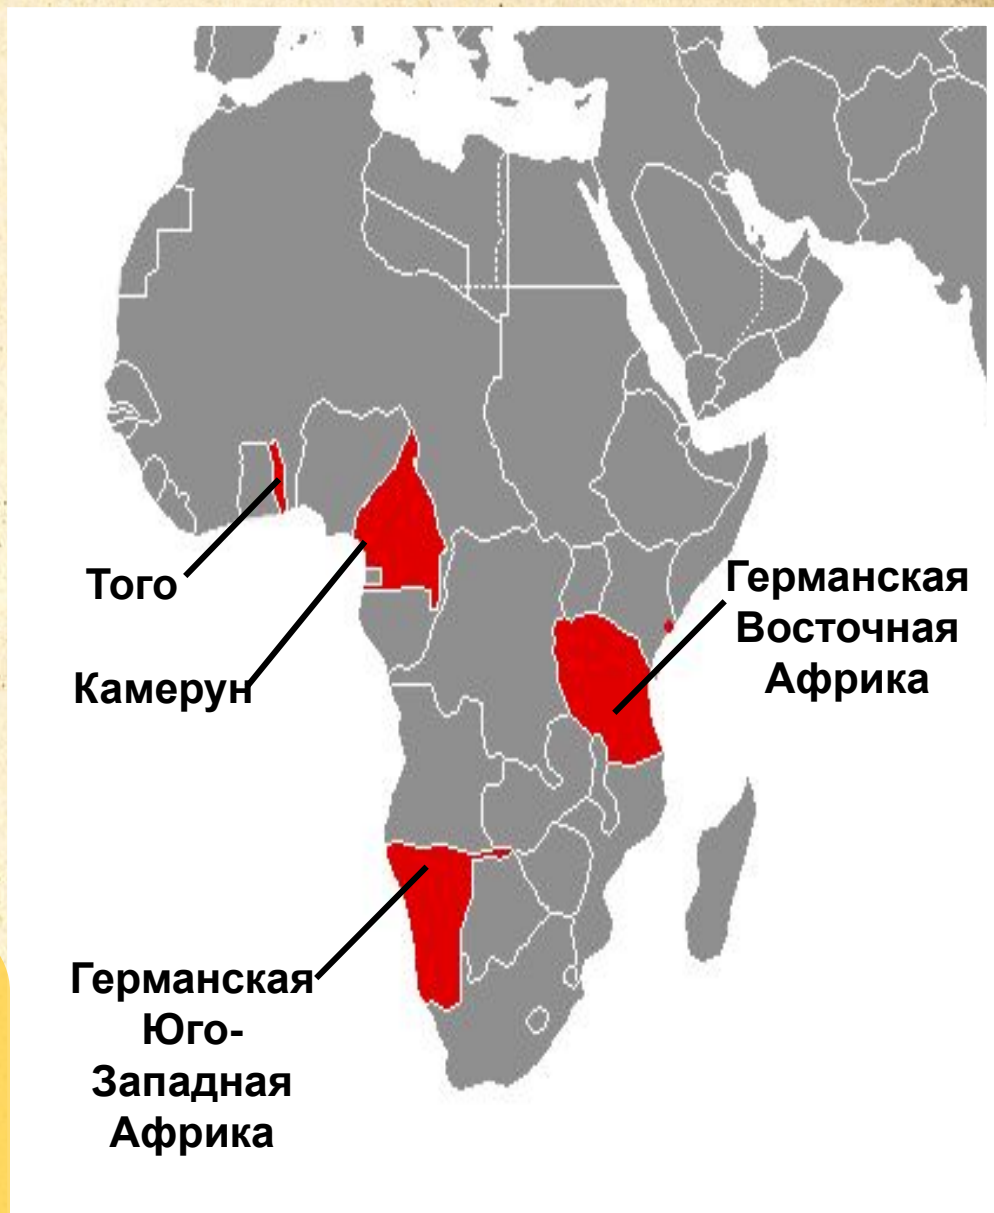 Того
Камерун
Германская
Восточная
Африка
Германская
Юго-
Западная
Африка